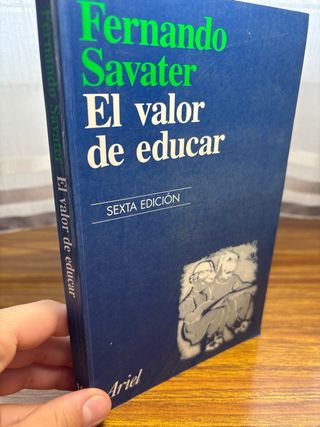 Fernando
Savater
El valor
de educar
SEXTA EDICIÓN
Ariel
Fernando Savater
El valor de educar